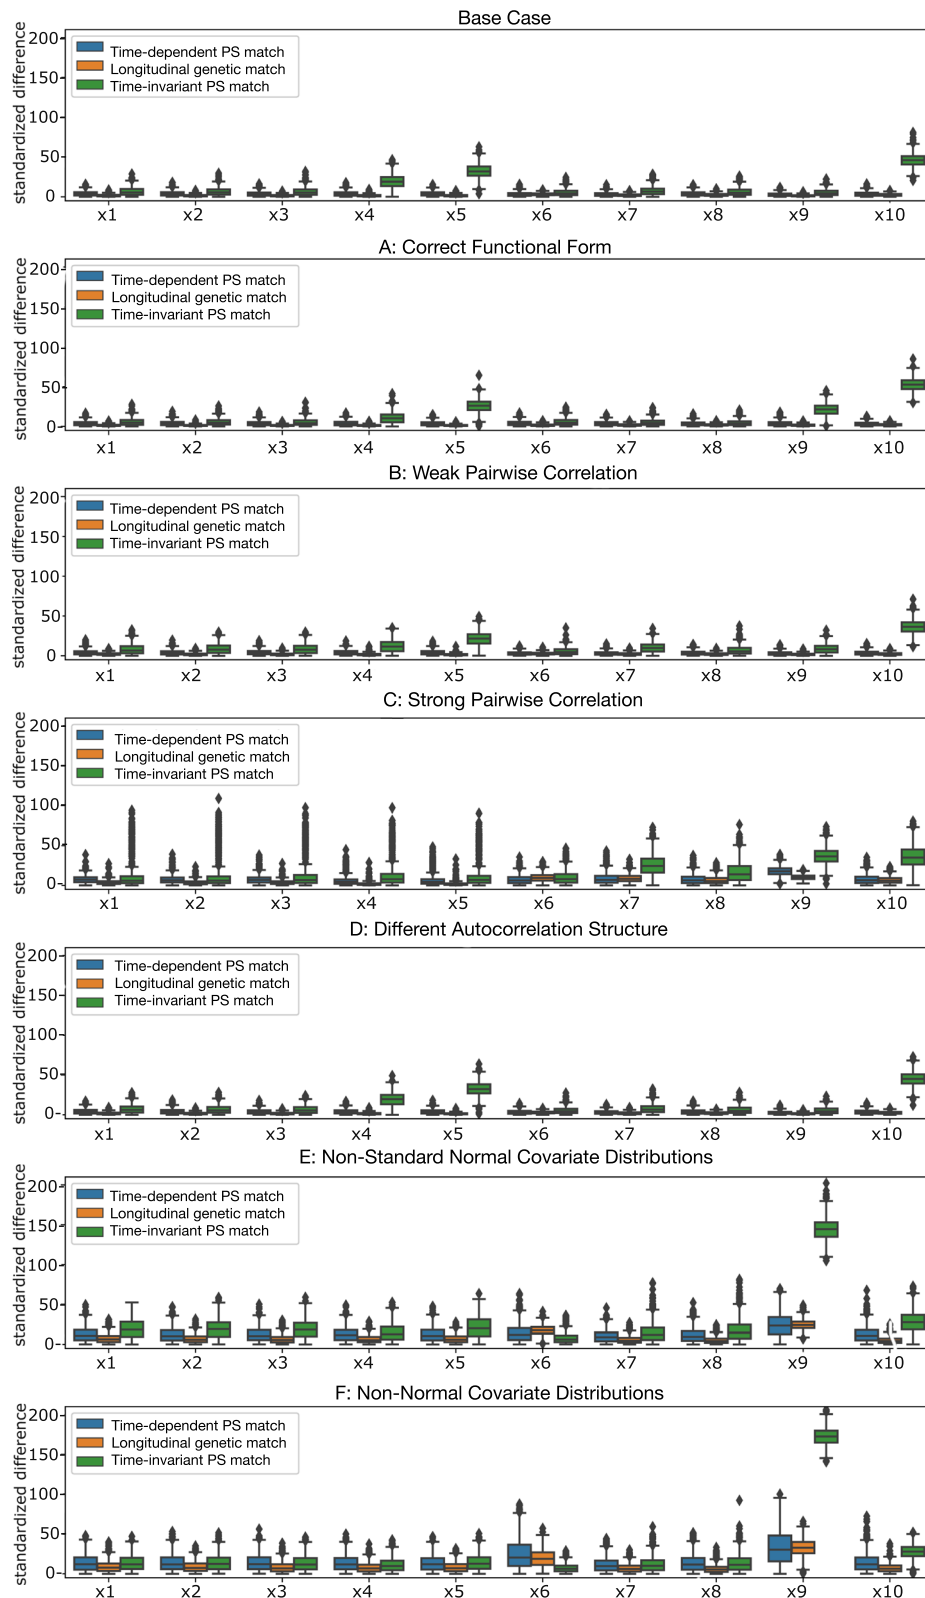 Base Case
standardized difference
200
150
100
50
0
Time-dependent PS match
Longitudinal genetic match
Time-invariant PS match
x1 x2 x3 x4 x5 x6 x7 x8 x9 x10
A: Correct Functional Form
standardized difference
200
150
100
50
0
Time-dependent PS match
Longitudinal genetic match
Time-invariant PS match
x1 x2 x3 x4 x5 x6 x7 x8 x9 x10
B: Weak Pairwise Correlation
standardized difference
200
150
100
50
0
Time-dependent PS match
Longitudinal genetic match
Time-invariant PS match
x1 x2 x3 x4 x5 x6 x7 x8 x9 x10
C: Strong Pairwise Correlation
standardized difference
200
150
100
50
0
Time-dependent PS match
Longitudinal genetic match
Time-invariant PS match
x1 x2 x3 x4 x5 x6 x7 x8 x9 x10
D: Different Autocorrelation Structure
standardized difference
200
150
100
50
0
Time-dependent PS match
Longitudinal genetic match
Time-invariant PS match
x1 x2 x3 x4 x5 x6 x7 x8 x9 x10
E: Non-Standard Normal Covariate Distributions
standardized difference
200
150
100
50
0
Time-dependent PS match
Longitudinal genetic match
Time-invariant PS match
x1 x2 x3 x4 x5 x6 x7 x8 x9 x10
F: Non-Normal Covariate Distributions
standardized difference
200
150
100
50
0
Time-dependent PS match
Longitudinal genetic match
Time-invariant PS match
x1 x2 x3 x4 x5 x6 x7 x8 x9 x10